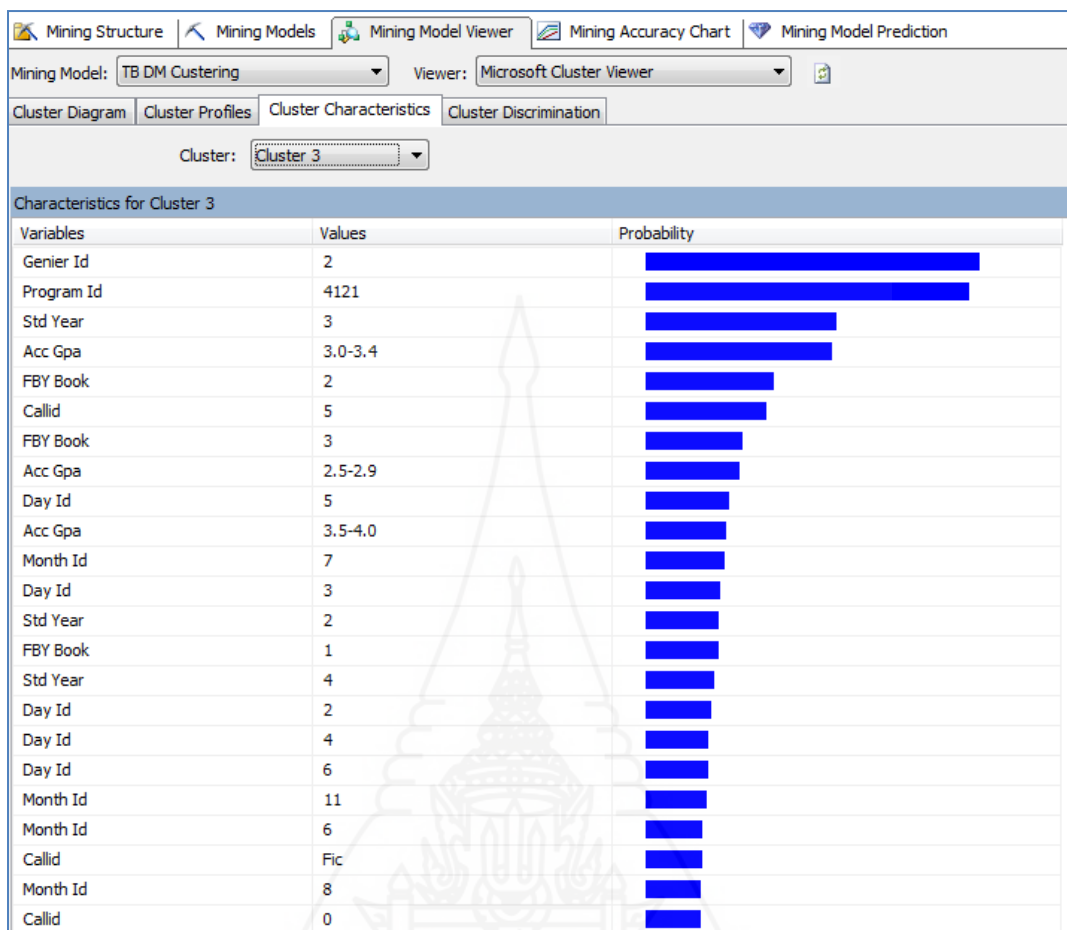 Mining Structure Mining Models Mining Model Viewer Mining Accuracy Chart Mining Model Prediction
Mining Model: TB DM Custering Viewer: Microsoft Cluster Viewer
Cluster Diagram Cluster Profiles Cluster Characteristics Cluster Discrimination
Cluster: Cluster 3
Characteristics for Cluster 3
Variables Values Probability
Genier Id 2
Program Id 4121
Std Year 3
Acc Gpa 3.0-3.4
FBY Book 2
Callid 5
FBY Book 3
Acc Gpa 2.5-2.9
Day Id 5
Acc Gpa 3.5-4.0
Month Id 7
Day Id 3
Std Year 2
FBY Book 1
Std Year 4
Day Id 2
Day Id 4
Day Id 6
Month Id 11
Month Id 6
Callid Fic
Month Id 8
Callid 0